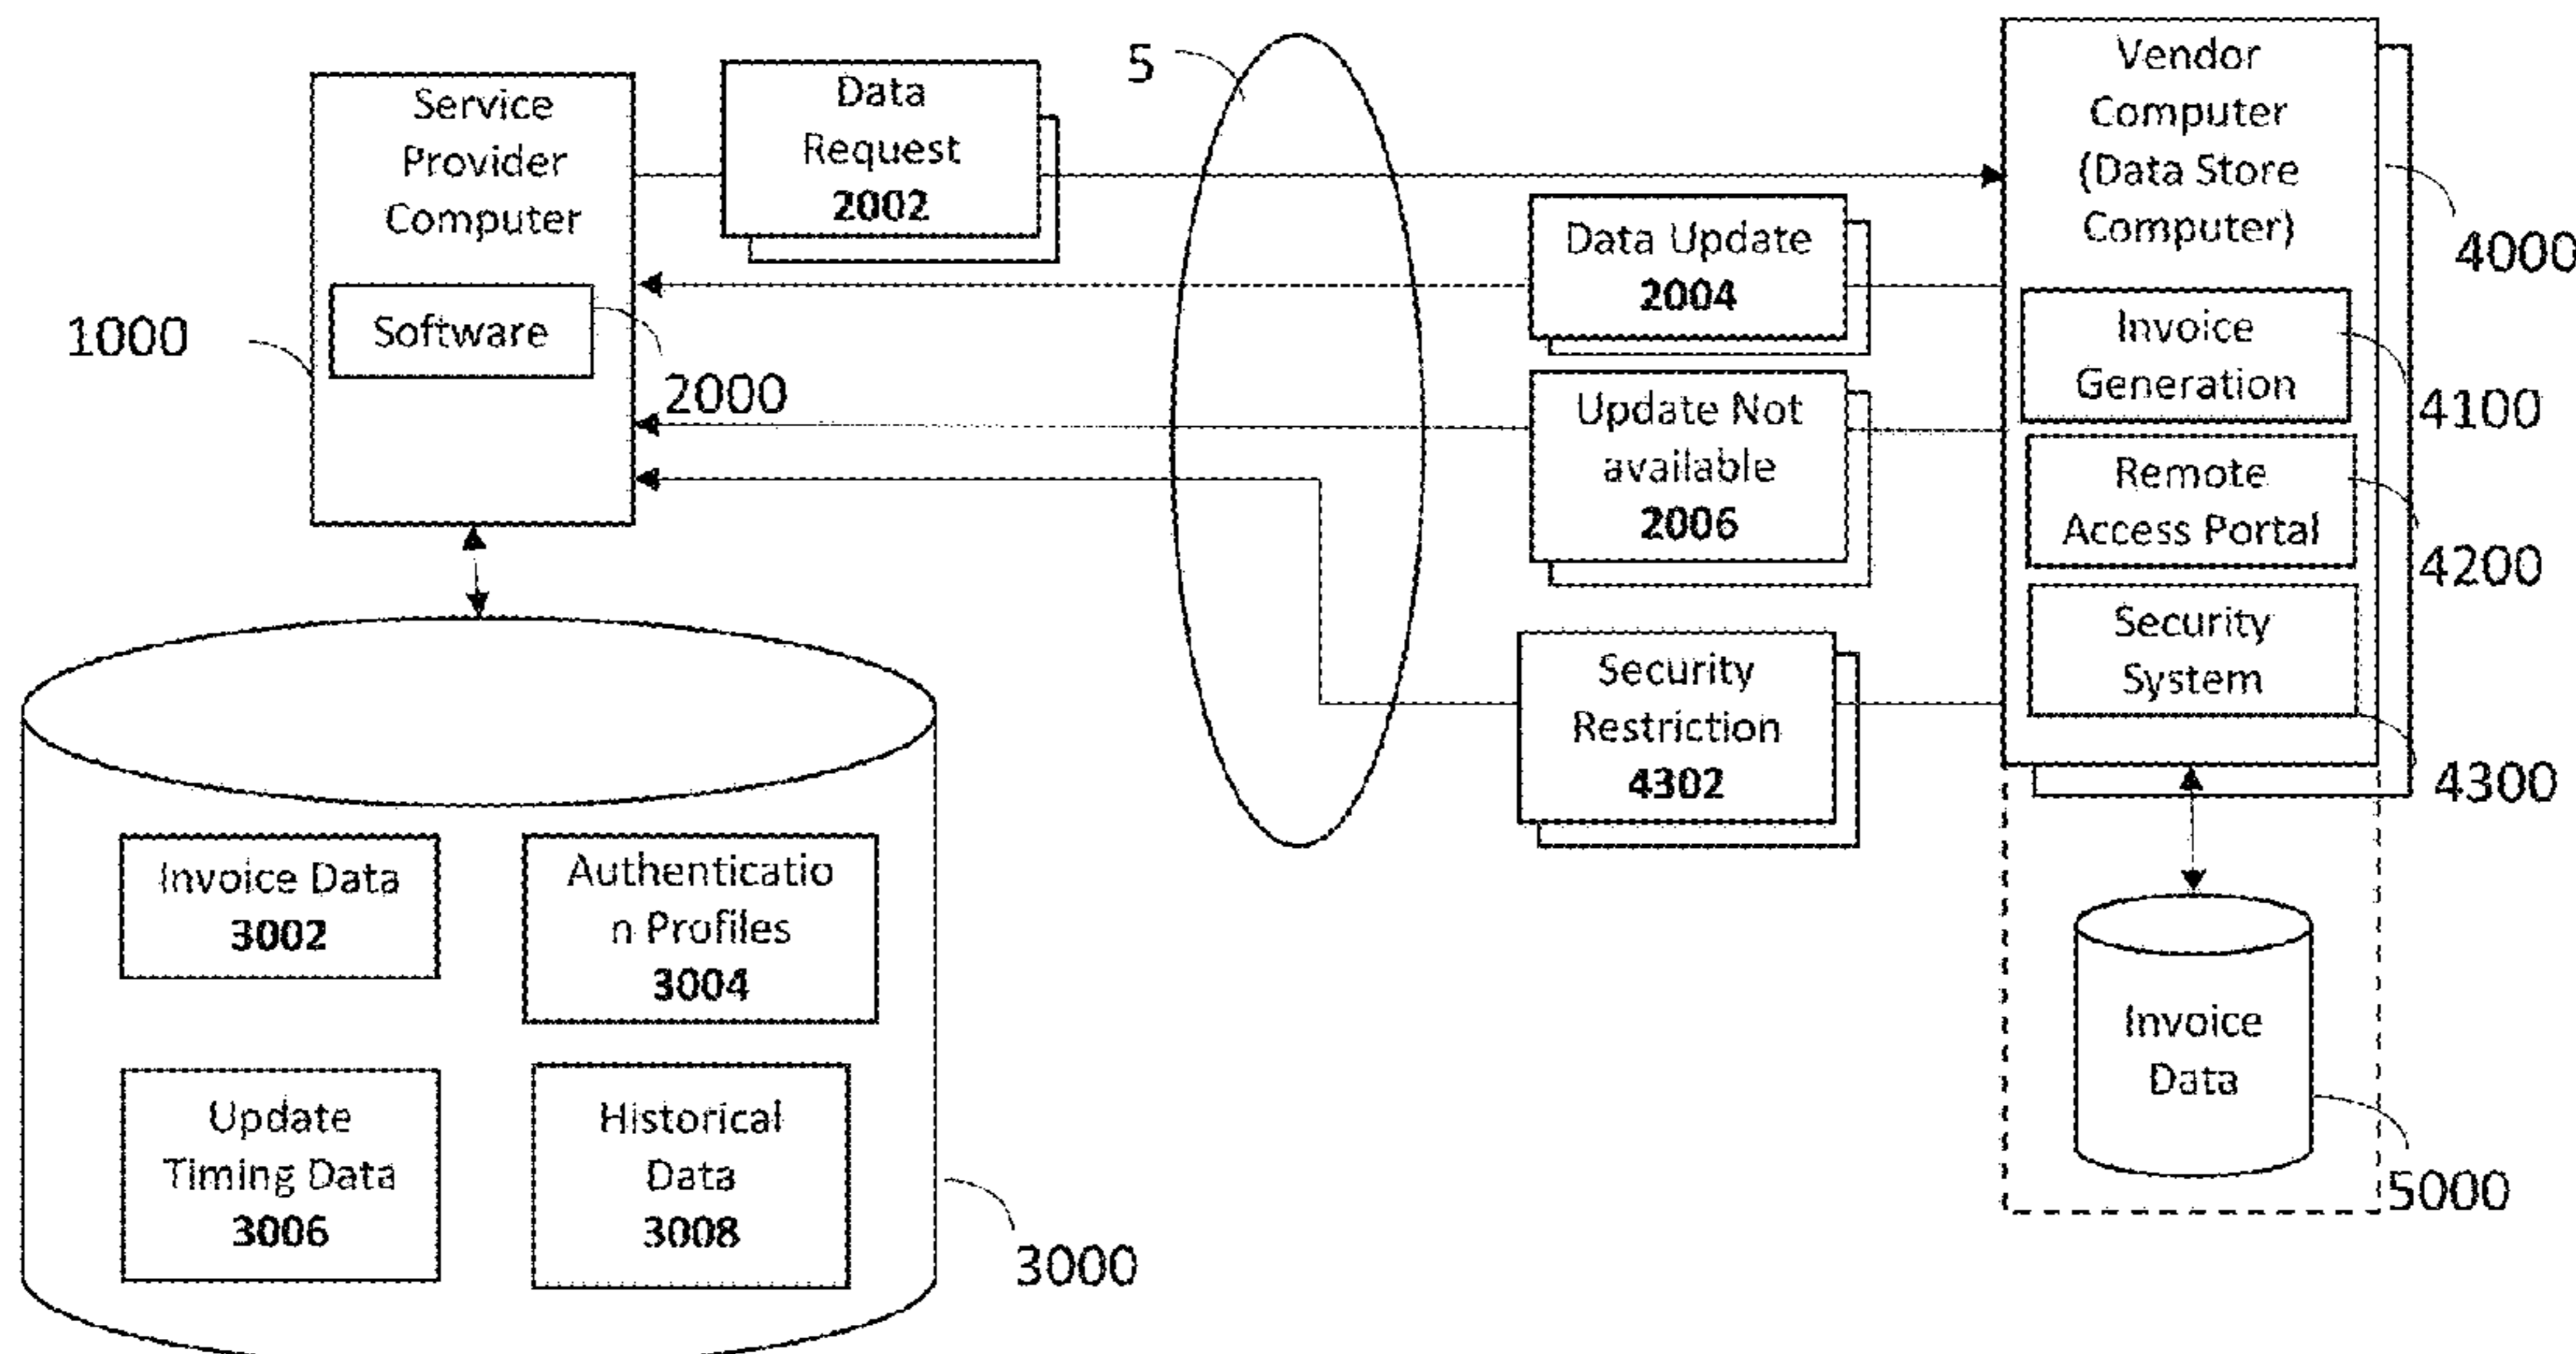 Service
Provider
Computer
Software
1000
2000
Data
Request
2002
5
Data Update
2004
Update Not
available
2006
Security
Restriction
4302
Vendor
Computer
(Data Store
Computer)
4000
Invoice
Generation
4100
Remote
Access Portal
4200
Security
System
4300
Invoice Data
3002
Authenticatio
n Profiles
3004
Update
Timing Data
3006
Historical
Data
3008
3000
Invoice
Data
5000